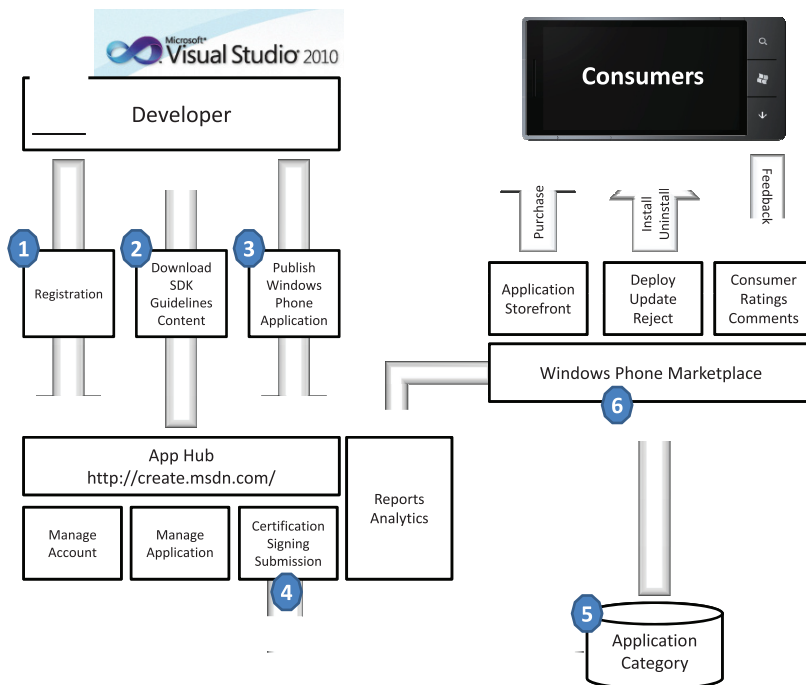 Microsoft®
Visual Studio® 2010
Developer
Consumers
1
Registration
2
Download
SDK
Guidelines
Content
3
Publish
Windows
Phone
Application
Purchase
Install
Uninstall
Feedback
Application
Storefront
Deploy
Update
Reject
Consumer
Ratings
Comments
Windows Phone Marketplace
6
App Hub
http://create.msdn.com/
Reports
Analytics
Manage
Account
Manage
Application
Certification
Signing
Submission
4
5
Application
Category